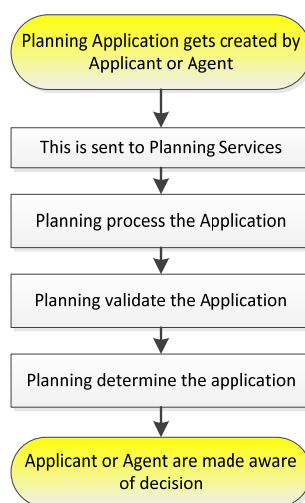 Planning Application gets created by
Applicant or Agent
This is sent to Planning Services
Planning process the Application
Planning validate the Application
Planning determine the application
Applicant or Agent are made aware
of decision